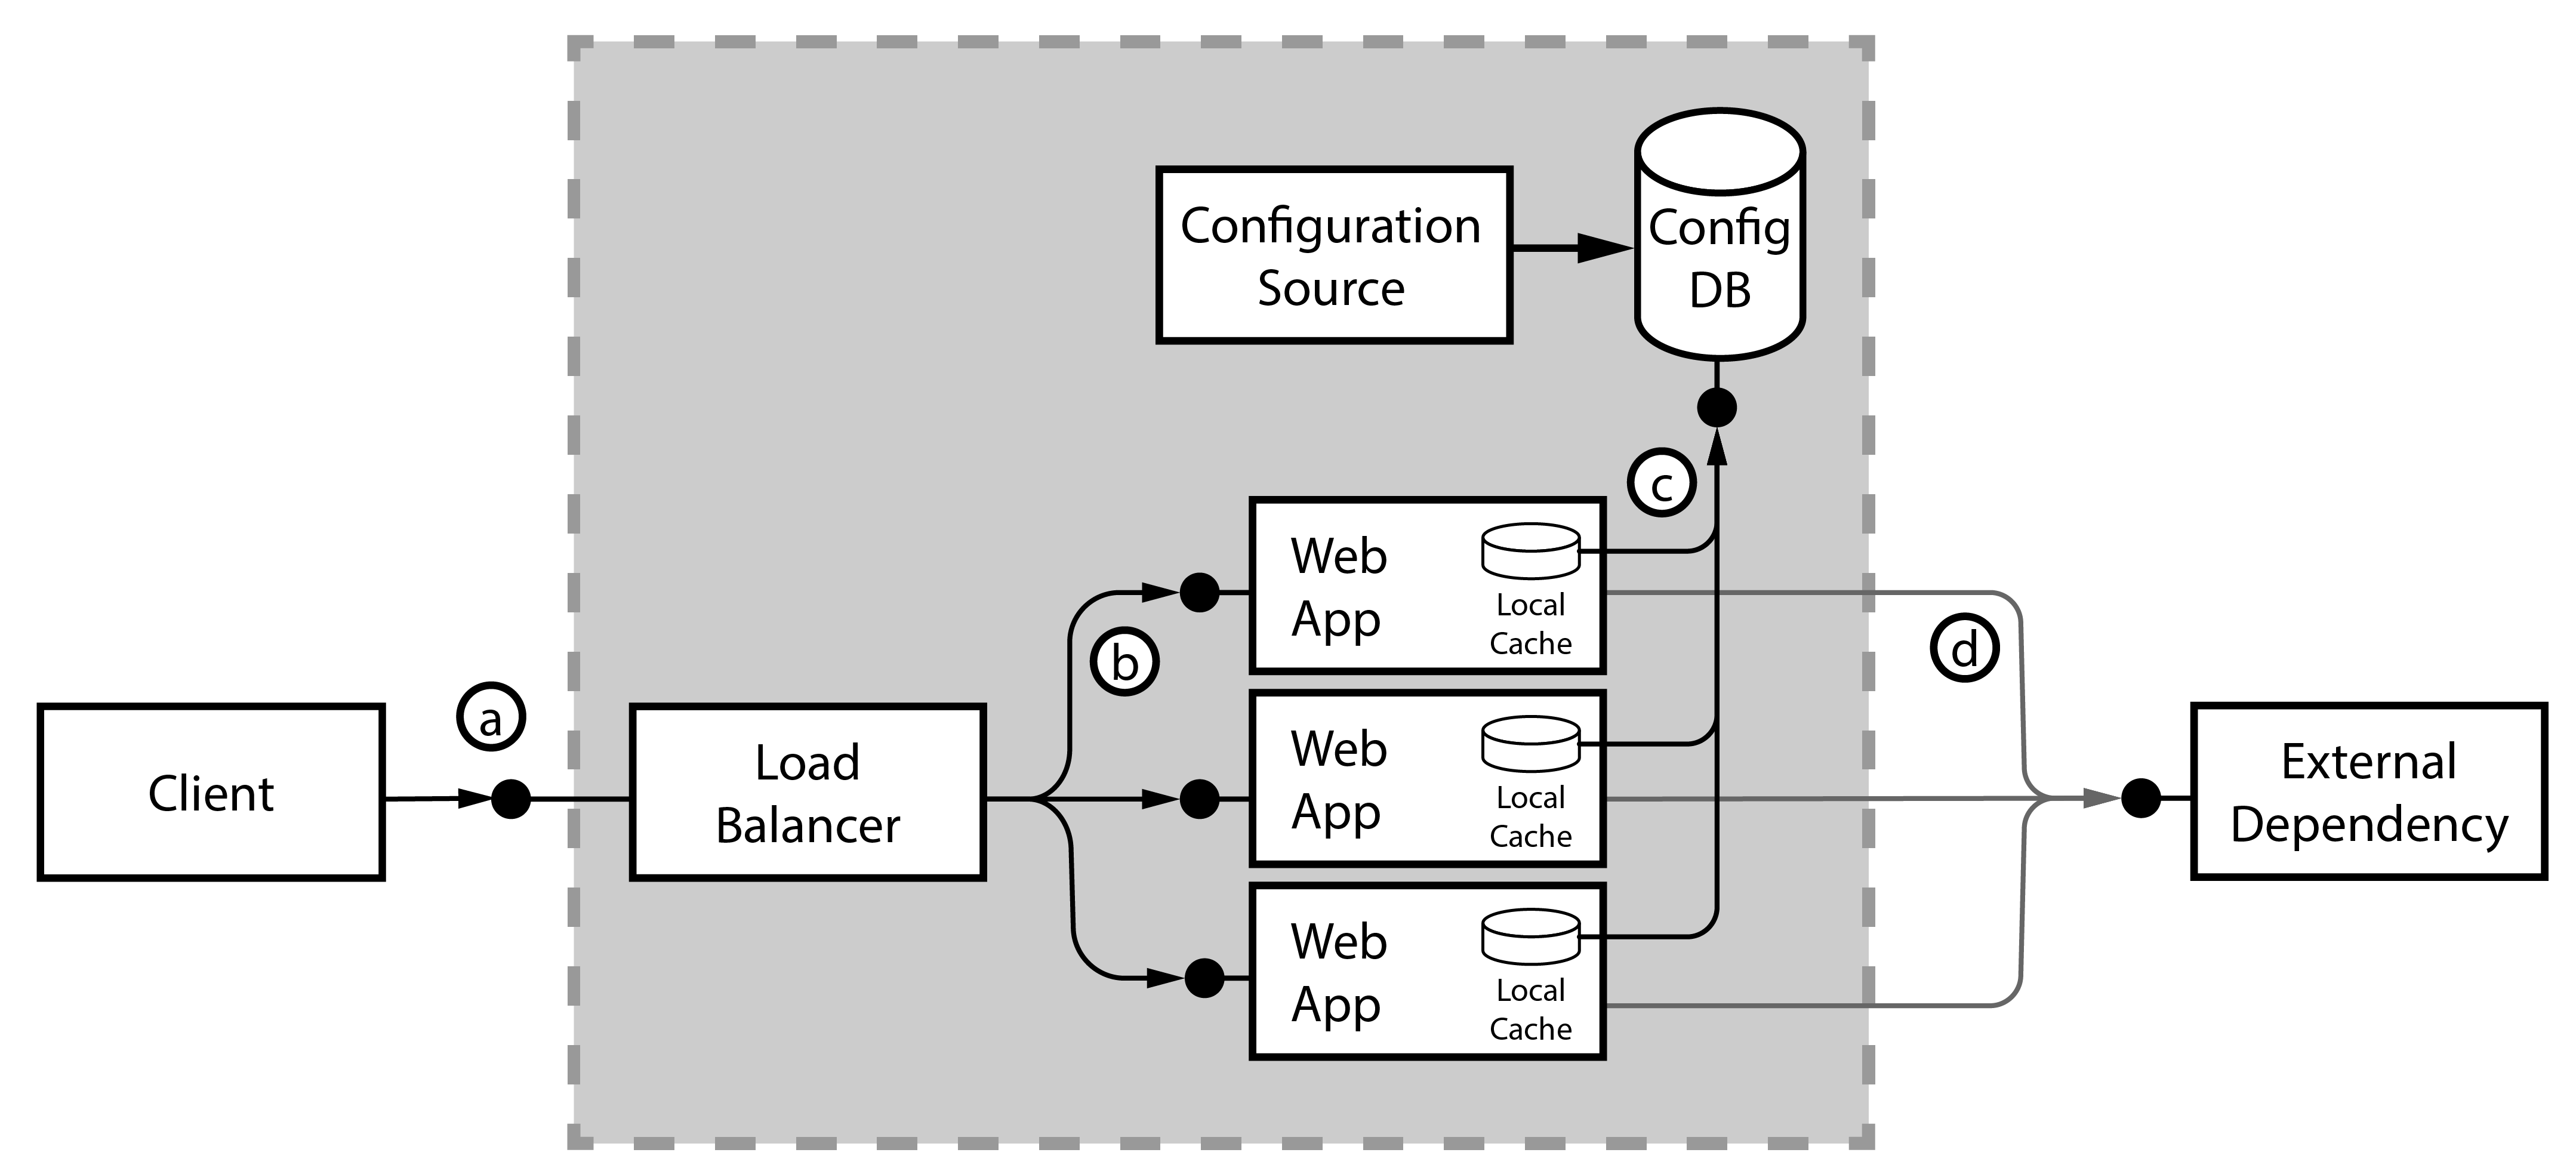 Configuration
Source
Config
DB
c
Web
App
Local
Cache
b
d
a
Client
Load
Balancer
Web
App
Local
Cache
External
Dependency
Web
App
Local
Cache